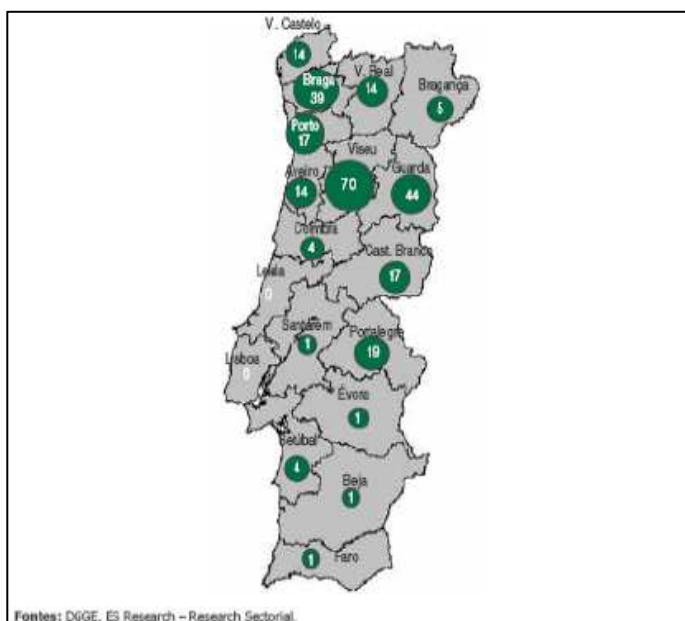 V. Castelo
14
Braga
39
V. Real
14
Bragança
5
Porto
17
Viseu
70
Aveiro
14
Guarda
44
Coimbra
4
Cast. Branco
17
Leiria
0
Santarém
1
Portalegre
19
Lisboa
0
Évora
1
Setúbal
4
Beja
1
Faro
1
Fontes: DGGE, ES Research – Research Sectorial.